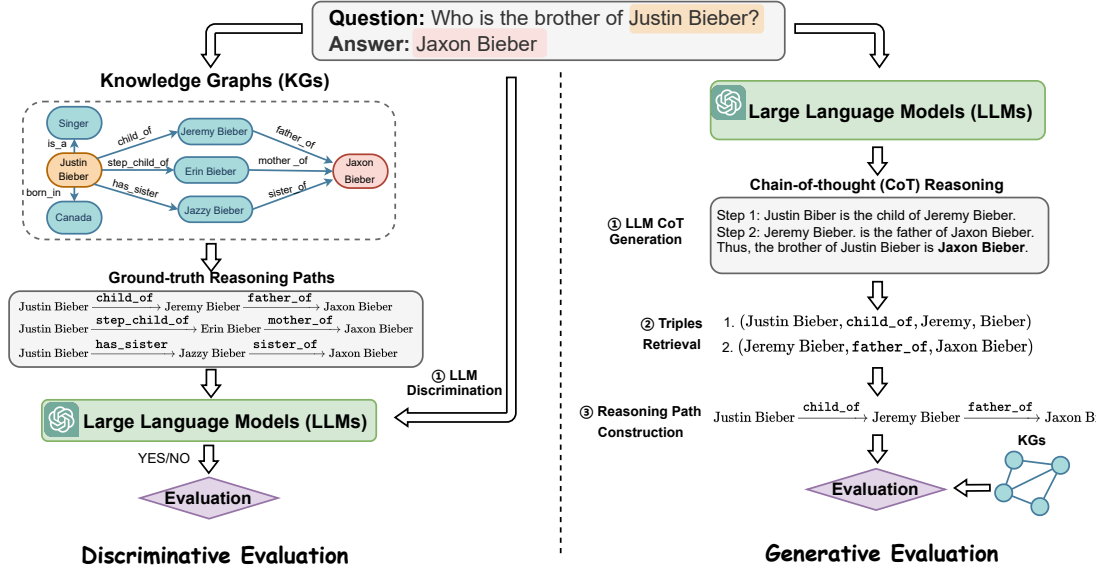 Question: Who is the brother of Justin Bieber?
Answer: Jaxon Bieber
Knowledge Graphs (KGs)
Singer
is_a
Justin
Bieber
born_in
Canada
child_of
step_child_of
has_sister
Jeremy Bieber
Erin Bieber
Jazzy Bieber
father_of
mother _of
sister_of
Jaxon
Bieber
Ground-truth Reasoning Paths
Justin Bieber child_of Jeremy Bieber father_of Jaxon Bieber
Justin Bieber step_child_of Erin Bieber mother_of Jaxon Bieber
Justin Bieber has_sister Jazzy Bieber sister_of Jaxon Bieber
① LLM
Discrimination
Large Language Models (LLMs)
YES/NO
Evaluation
Discriminative Evaluation
Large Language Models (LLMs)
Chain-of-thought (CoT) Reasoning
① LLM CoT
Generation
Step 1: Justin Biber is the child of Jeremy Bieber.
Step 2: Jeremy Bieber. is the father of Jaxon Bieber.
Thus, the brother of Justin Bieber is Jaxon Bieber.
② Triples
Retrieval
1. (Justin Bieber, child_of, Jeremy, Bieber)
2. (Jeremy Bieber, father_of, Jaxon Bieber)
③ Reasoning Path
Construction
Justin Bieber child_of Jeremy Bieber father_of Jaxon B
KGs
Evaluation
Generative Evaluation